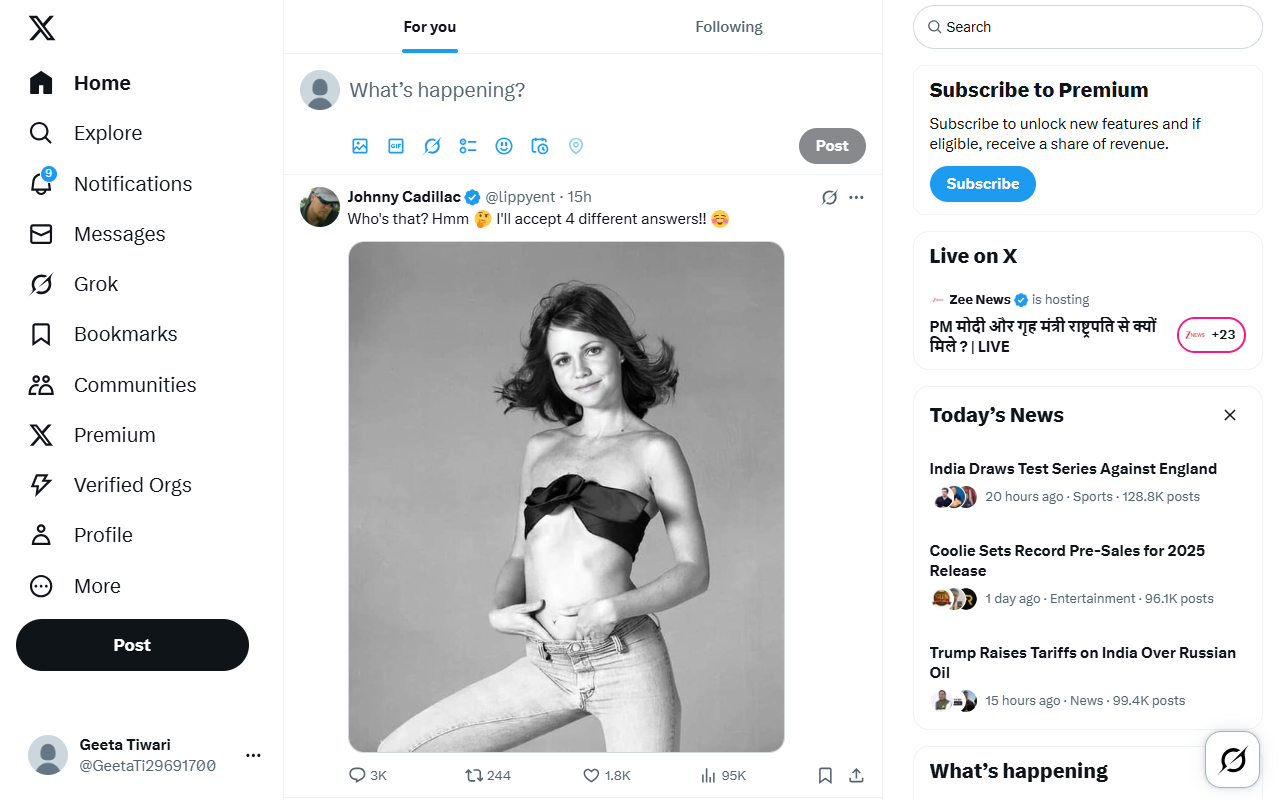 Home
Explore
9
Notifications
Messages
Grok
Bookmarks
Communities
Premium
Verified Orgs
Profile
More
Post
Geeta Tiwari
@GeetaTi29691700
For you
Following
What's happening?
GIF
Post
Johnny Cadillac @lippyent · 15h
Who's that? Hmm 🤔 I'll accept 4 different answers!! ☺️
3K
244
1.8K
95K
Search
Subscribe to Premium
Subscribe to unlock new features and if
eligible, receive a share of revenue.
Subscribe
Live on X
Zee News is hosting
PM मोदी और गृह मंत्री राष्ट्रपति से क्यों
मिले ? | LIVE
+23
Today's News
India Draws Test Series Against England
20 hours ago · Sports · 128.8K posts
Coolie Sets Record Pre-Sales for 2025
Release
1 day ago · Entertainment · 96.1K posts
Trump Raises Tariffs on India Over Russian
Oil
15 hours ago · News · 99.4K posts
What's happening